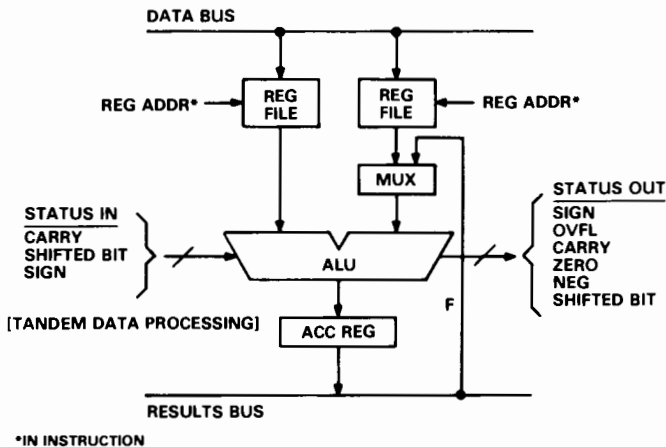 DATA BUS
REG ADDR*
REG
FILE
REG
FILE
REG ADDR*
MUX
STATUS IN
CARRY
SHIFTED BIT
SIGN
ALU
STATUS OUT
SIGN
OVFL
CARRY
ZERO
NEG
SHIFTED BIT
F
[TANDEM DATA PROCESSING]
ACC REG
RESULTS BUS
*IN INSTRUCTION